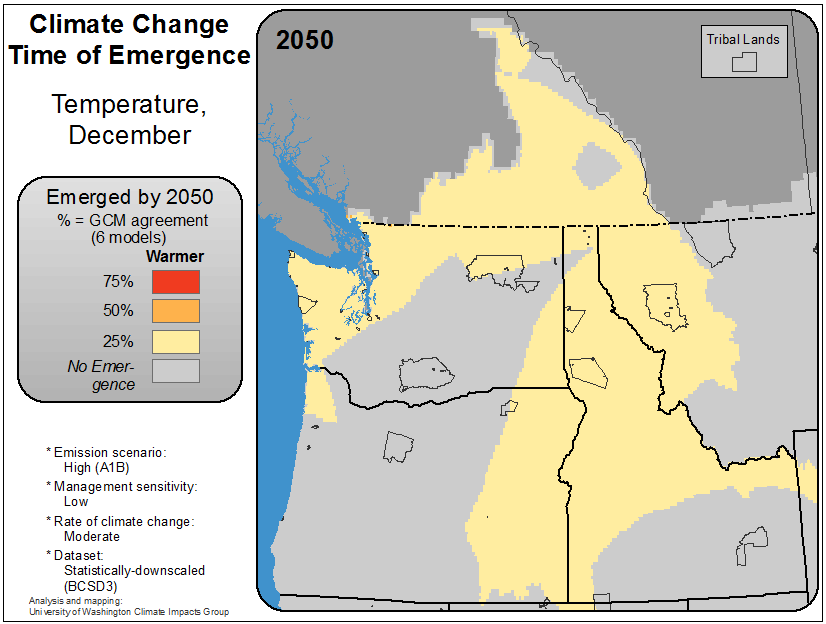 Climate Change
Time of Emergence
Temperature,
December
Emerged by 2050
% = GCM agreement
(6 models)
Warmer
75%
50%
25%
No Emer-
gence
* Emission scenario:
High (A1B)
* Management sensitivity:
Low
* Rate of climate change:
Moderate
* Dataset:
Statistically-downscaled
(BCSD3)
Analysis and mapping:
University of Washington Climate Impacts Group
2050
Tribal Lands